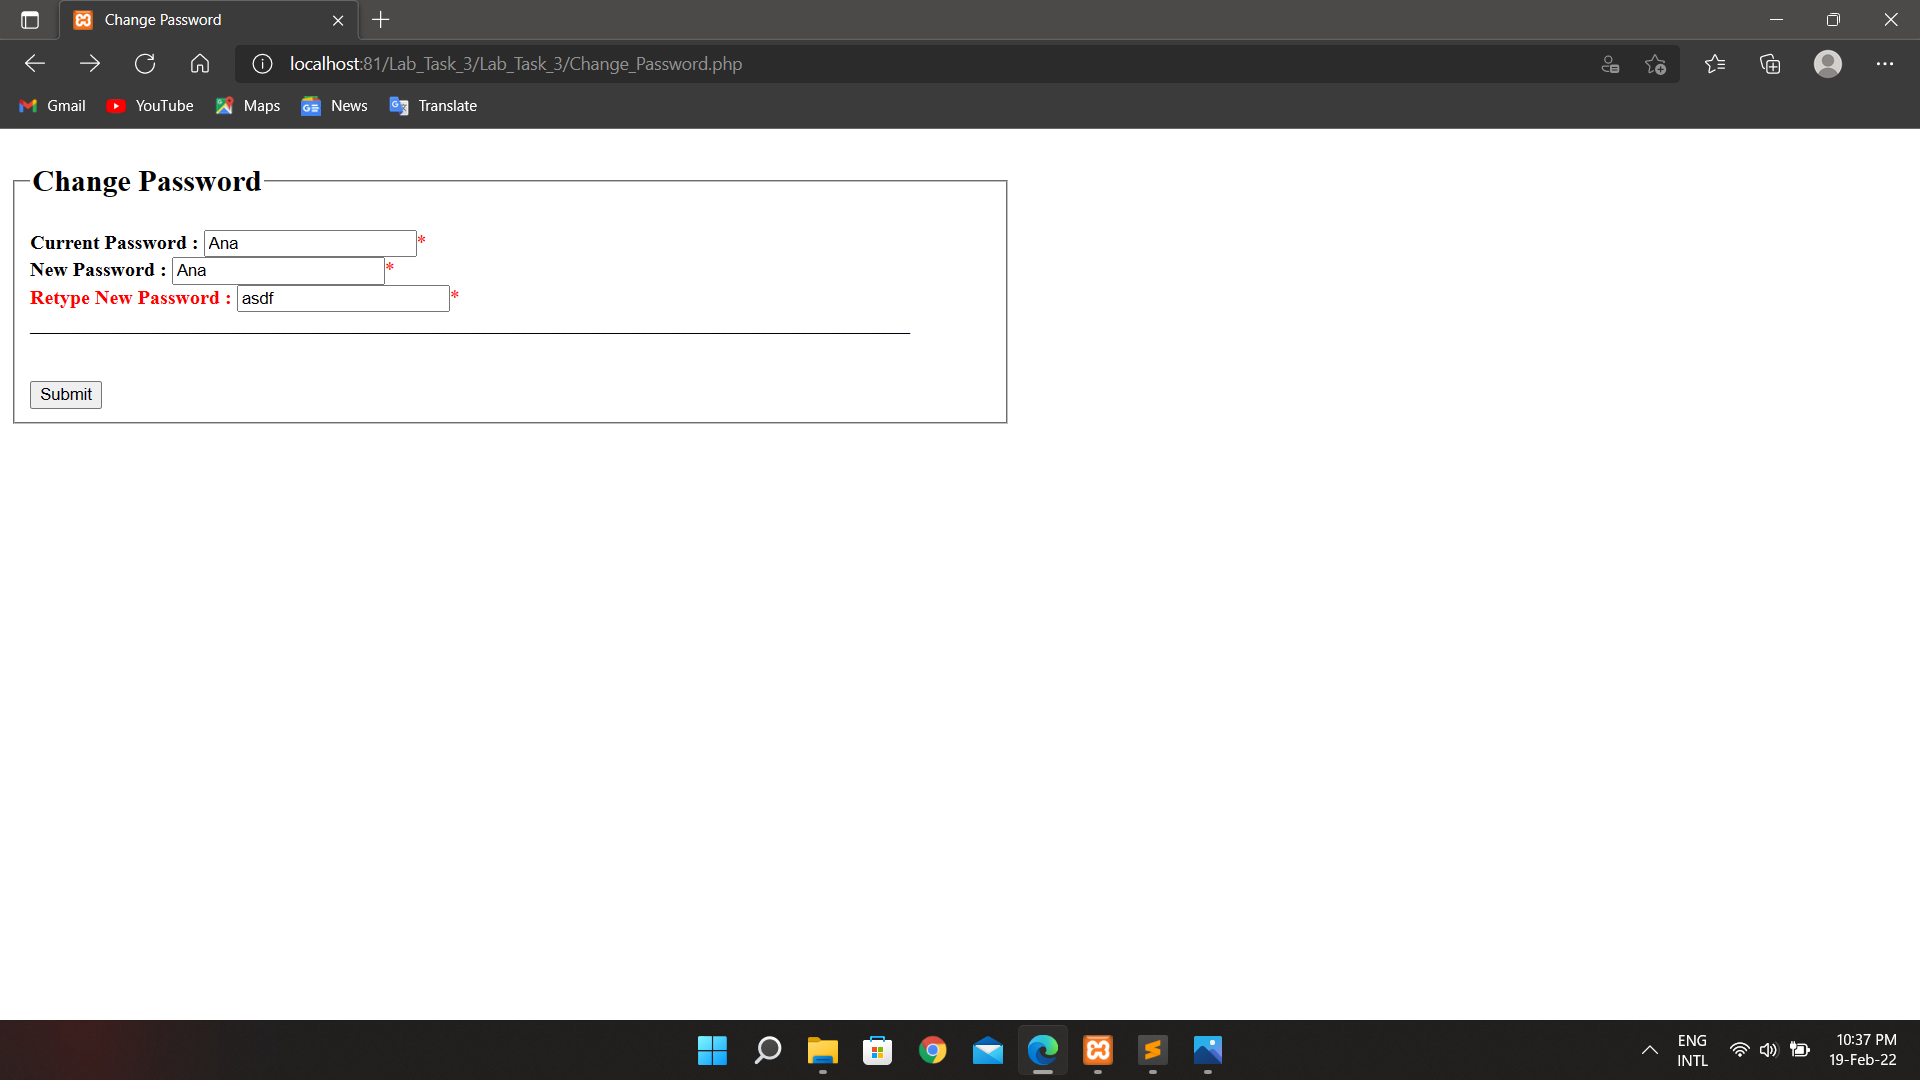 Change Password
localhost:81/Lab_Task_3/Lab_Task_3/Change_Password.php
Gmail YouTube Maps News Translate
Change Password
Current Password : Ana*
New Password : Ana*
Retype New Password : asdf*
Submit
ENG
INTL
10:37 PM
19-Feb-22